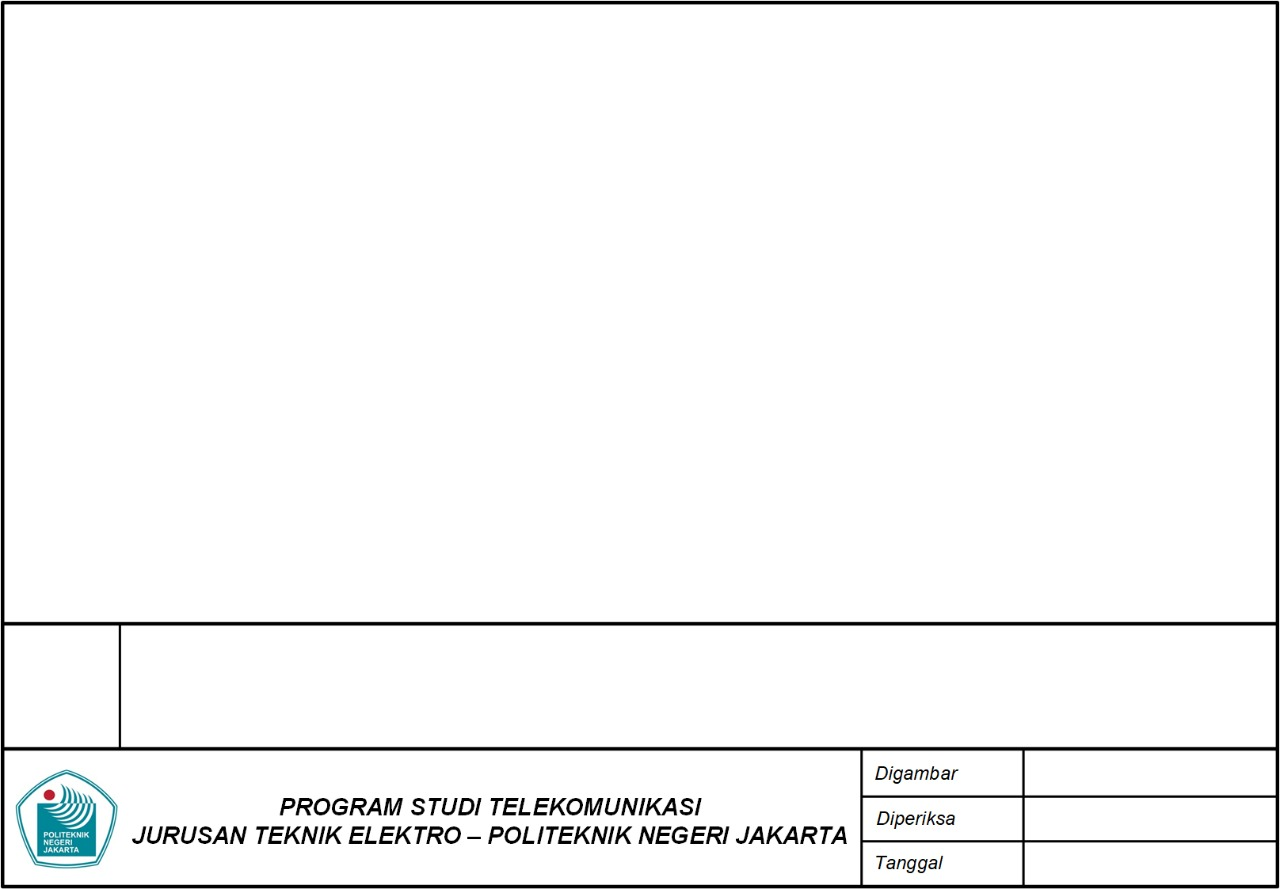 POLITEKNIK
NEGERI
JAKARTA
PROGRAM STUDI TELEKOMUNIKASI
JURUSAN TEKNIK ELEKTRO – POLITEKNIK NEGERI JAKARTA
Digambar
Diperiksa
Tanggal